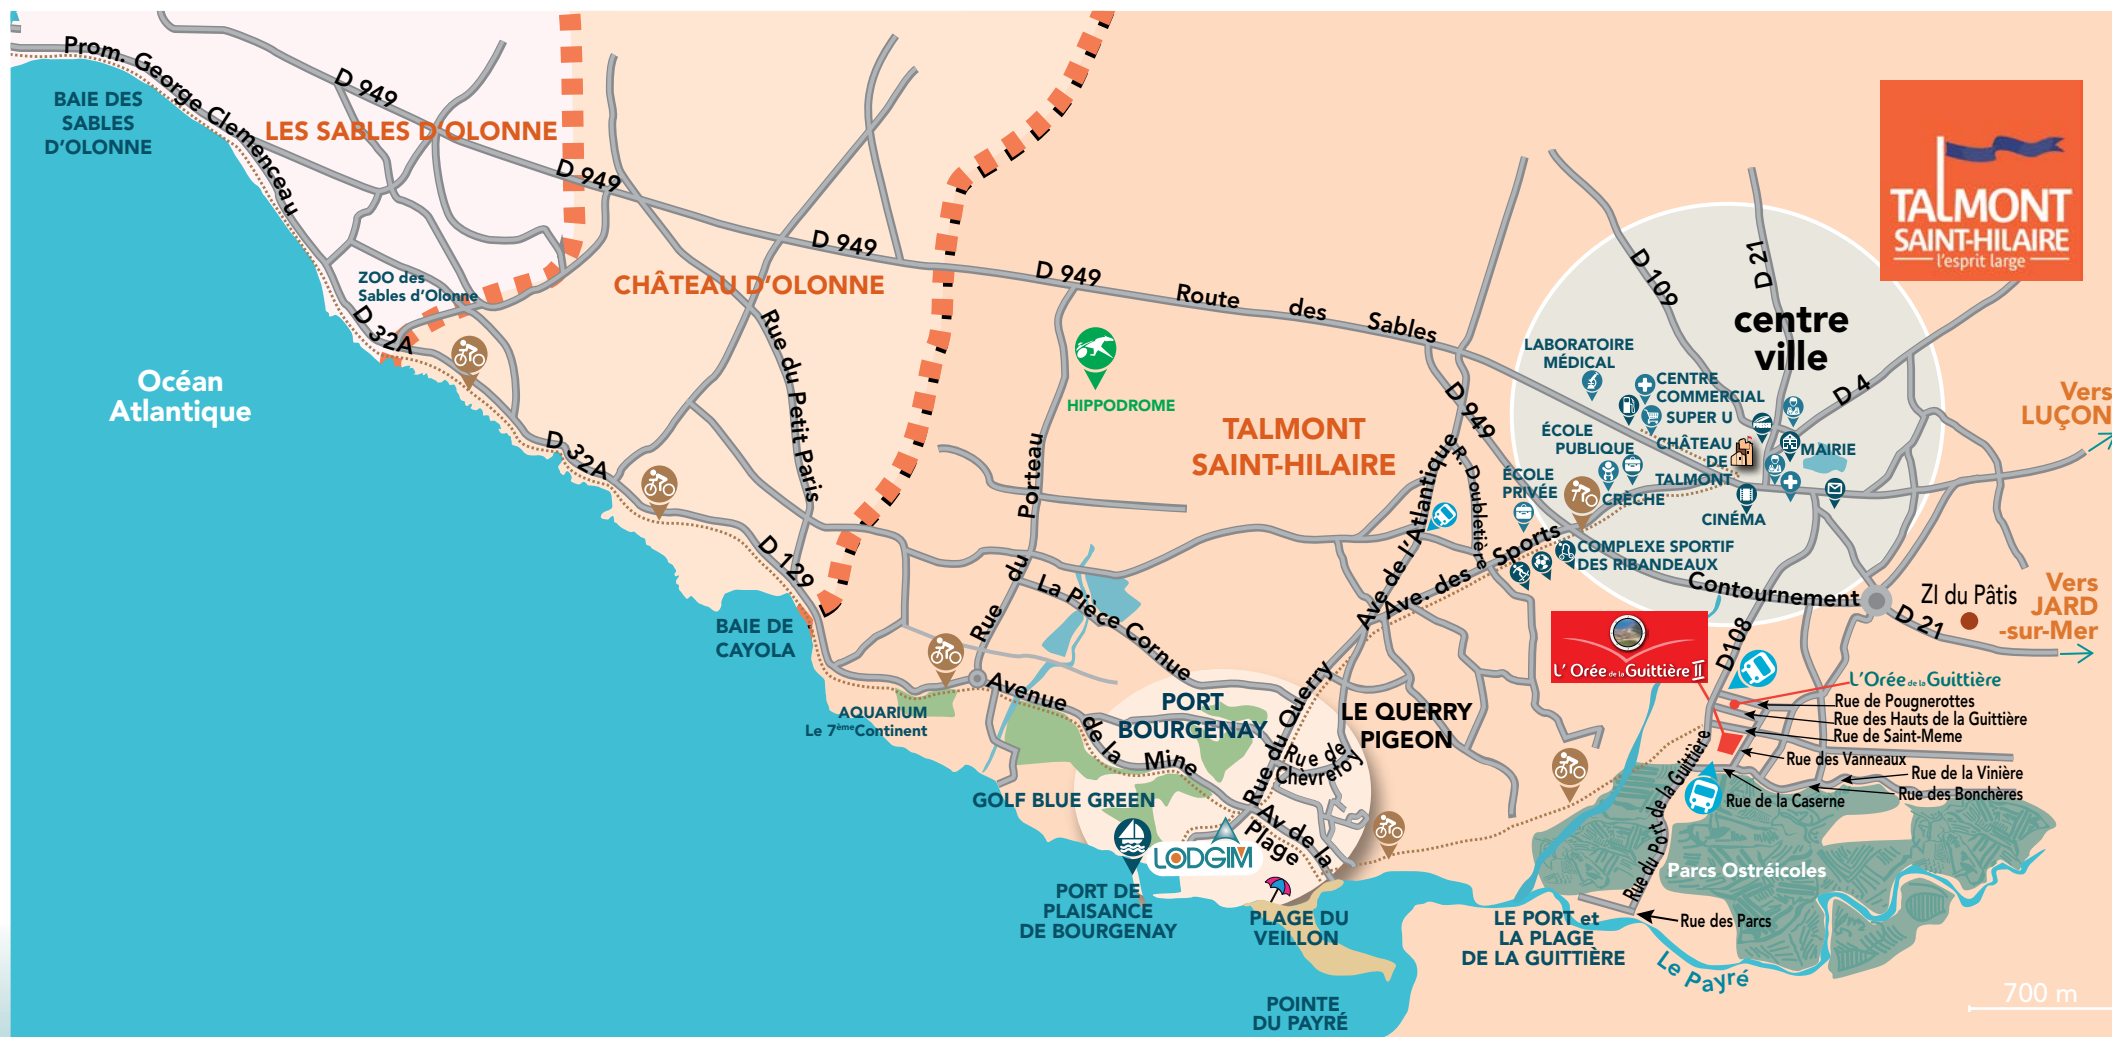 Prom. George Clemenceau
BAIE DES
SABLES
D'OLONNE
D 949
LES SABLES D'OLONNE
D 949
ZOO des
Sables d'Olonne
D 32A
Océan
Atlantique
CHÂTEAU D'OLONNE
D 949
D 949
Route des Sables
Rue du Petit Paris
D 32A
D 129
BAIE DE
CAYOLA
HIPPODROME
Rue du Porteau
TALMONT
SAINT-HILAIRE
D 949
Ave de l'Atlantique
R. Doubletière
Ave. des Sports
La Pièce Cornue
AQUARIUM
Le 7èmeContinent
Avenue de la Mine
PORT
BOURGENAY
Rue du Querry
Rue de
Chèvrefoy
LE QUERRY
PIGEON
GOLF BLUE GREEN
LODGIM
Av de la
Plage
PORT DE
PLAISANCE
DE BOURGENAY
PLAGE DU
VEILLON
POINTE
DU PAYRÉ
LE PORT et
LA PLAGE
DE LA GUITTIÈRE
Le Payré
TALMONT
SAINT-HILAIRE
l'esprit large
D 109
D 21
centre
ville
D 4
LABORATOIRE
MÉDICAL
CENTRE
COMMERCIAL
SUPER U
PRESSE
ÉCOLE
PUBLIQUE
CHÂTEAU
DE
TALMONT
MAIRIE
ÉCOLE
PRIVÉE
CRÈCHE
CINÉMA
COMPLEXE SPORTIF
DES RIBANDEAUX
Contournement
Vers
LUÇON
ZI du Pâtis
D 21
Vers
JARD
-sur-Mer
L' Orée de la Guittière II
D108
L'Orée de la Guittière
Rue de Pougnerottes
Rue des Hauts de la Guittière
Rue de Saint-Meme
Rue des Vanneaux
Rue de la Vinière
Rue des Bonchères
Rue de la Caserne
Rue du Port de la Guittière
Parcs Ostréicoles
Rue des Parcs
700 m